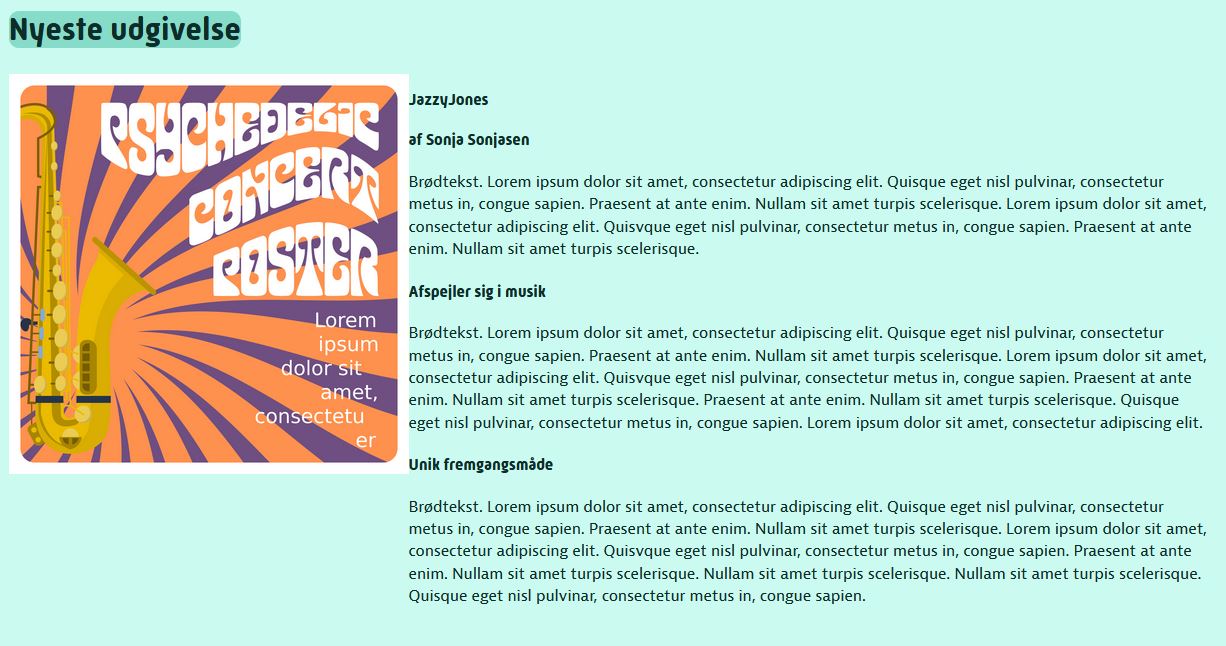 Nyeste udgivelse
PSYCHEDELIC
CONCERT
POSTER
Lorem
ipsum
dolor sit
amet,
consectetu
er
JazzyJones
af Sonja Sonjasen
Brødtekst. Lorem ipsum dolor sit amet, consectetur adipiscing elit. Quisque eget nisl pulvinar, consectetur
metus in, congue sapien. Praesent at ante enim. Nullam sit amet turpis scelerisque. Lorem ipsum dolor sit amet,
consectetur adipiscing elit. Quisvque eget nisl pulvinar, consectetur metus in, congue sapien. Praesent at ante
enim. Nullam sit amet turpis scelerisque.
Afspejler sig i musik
Brødtekst. Lorem ipsum dolor sit amet, consectetur adipiscing elit. Quisque eget nisl pulvinar, consectetur
metus in, congue sapien. Praesent at ante enim. Nullam sit amet turpis scelerisque. Lorem ipsum dolor sit amet,
consectetur adipiscing elit. Quisvque eget nisl pulvinar, consectetur metus in, congue sapien. Praesent at ante
enim. Nullam sit amet turpis scelerisque. Praesent at ante enim. Nullam sit amet turpis scelerisque. Quisque
eget nisl pulvinar, consectetur metus in, congue sapien. Lorem ipsum dolor sit amet, consectetur adipiscing elit.
Unik fremgangsmåde
Brødtekst. Lorem ipsum dolor sit amet, consectetur adipiscing elit. Quisque eget nisl pulvinar, consectetur
metus in, congue sapien. Praesent at ante enim. Nullam sit amet turpis scelerisque. Lorem ipsum dolor sit amet,
consectetur adipiscing elit. Quisvque eget nisl pulvinar, consectetur metus in, congue sapien. Praesent at ante
enim. Nullam sit amet turpis scelerisque. Nullam sit amet turpis scelerisque. Nullam sit amet turpis scelerisque.
Quisque eget nisl pulvinar, consectetur metus in, congue sapien.